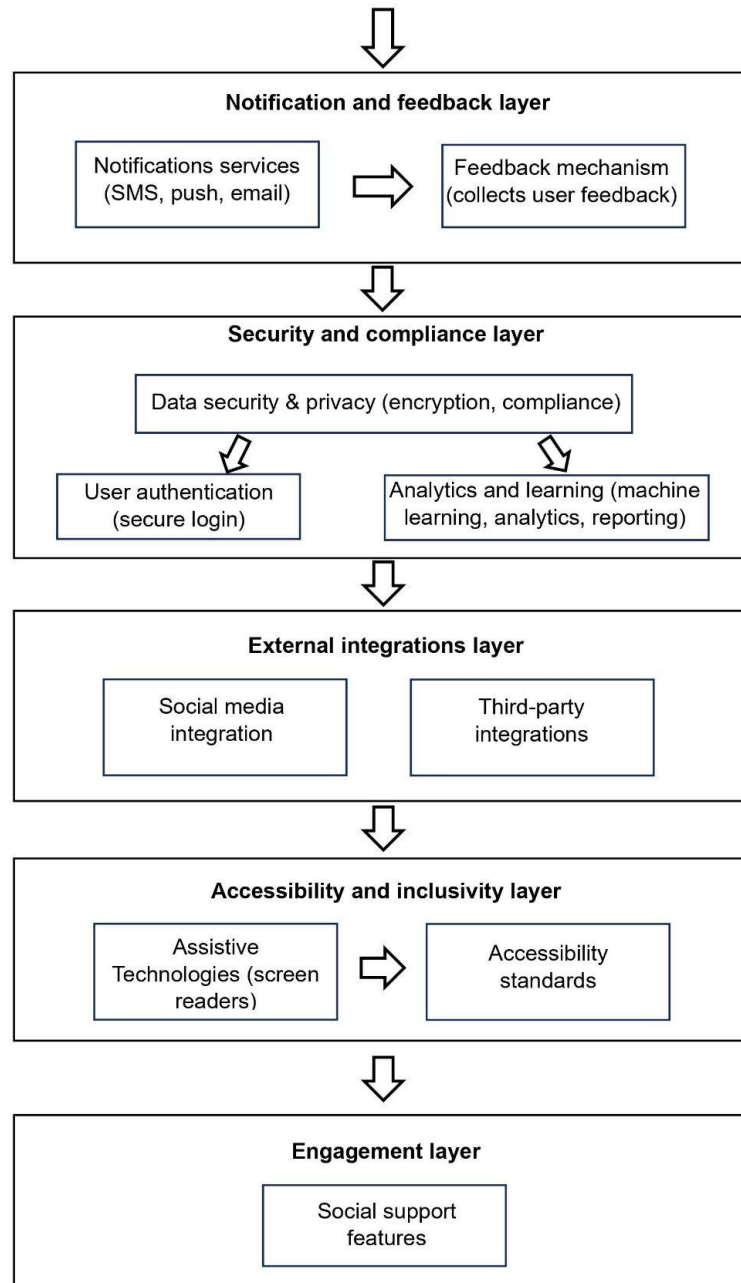 Notification and feedback layer
Notifications services
(SMS, push, email)
Feedback mechanism
(collects user feedback)
Security and compliance layer
Data security & privacy (encryption, compliance)
User authentication
(secure login)
Analytics and learning (machine
learning, analytics, reporting)
External integrations layer
Social media
integration
Third-party
integrations
Accessibility and inclusivity layer
Assistive
Technologies (screen
readers)
Accessibility
standards
Engagement layer
Social support
features